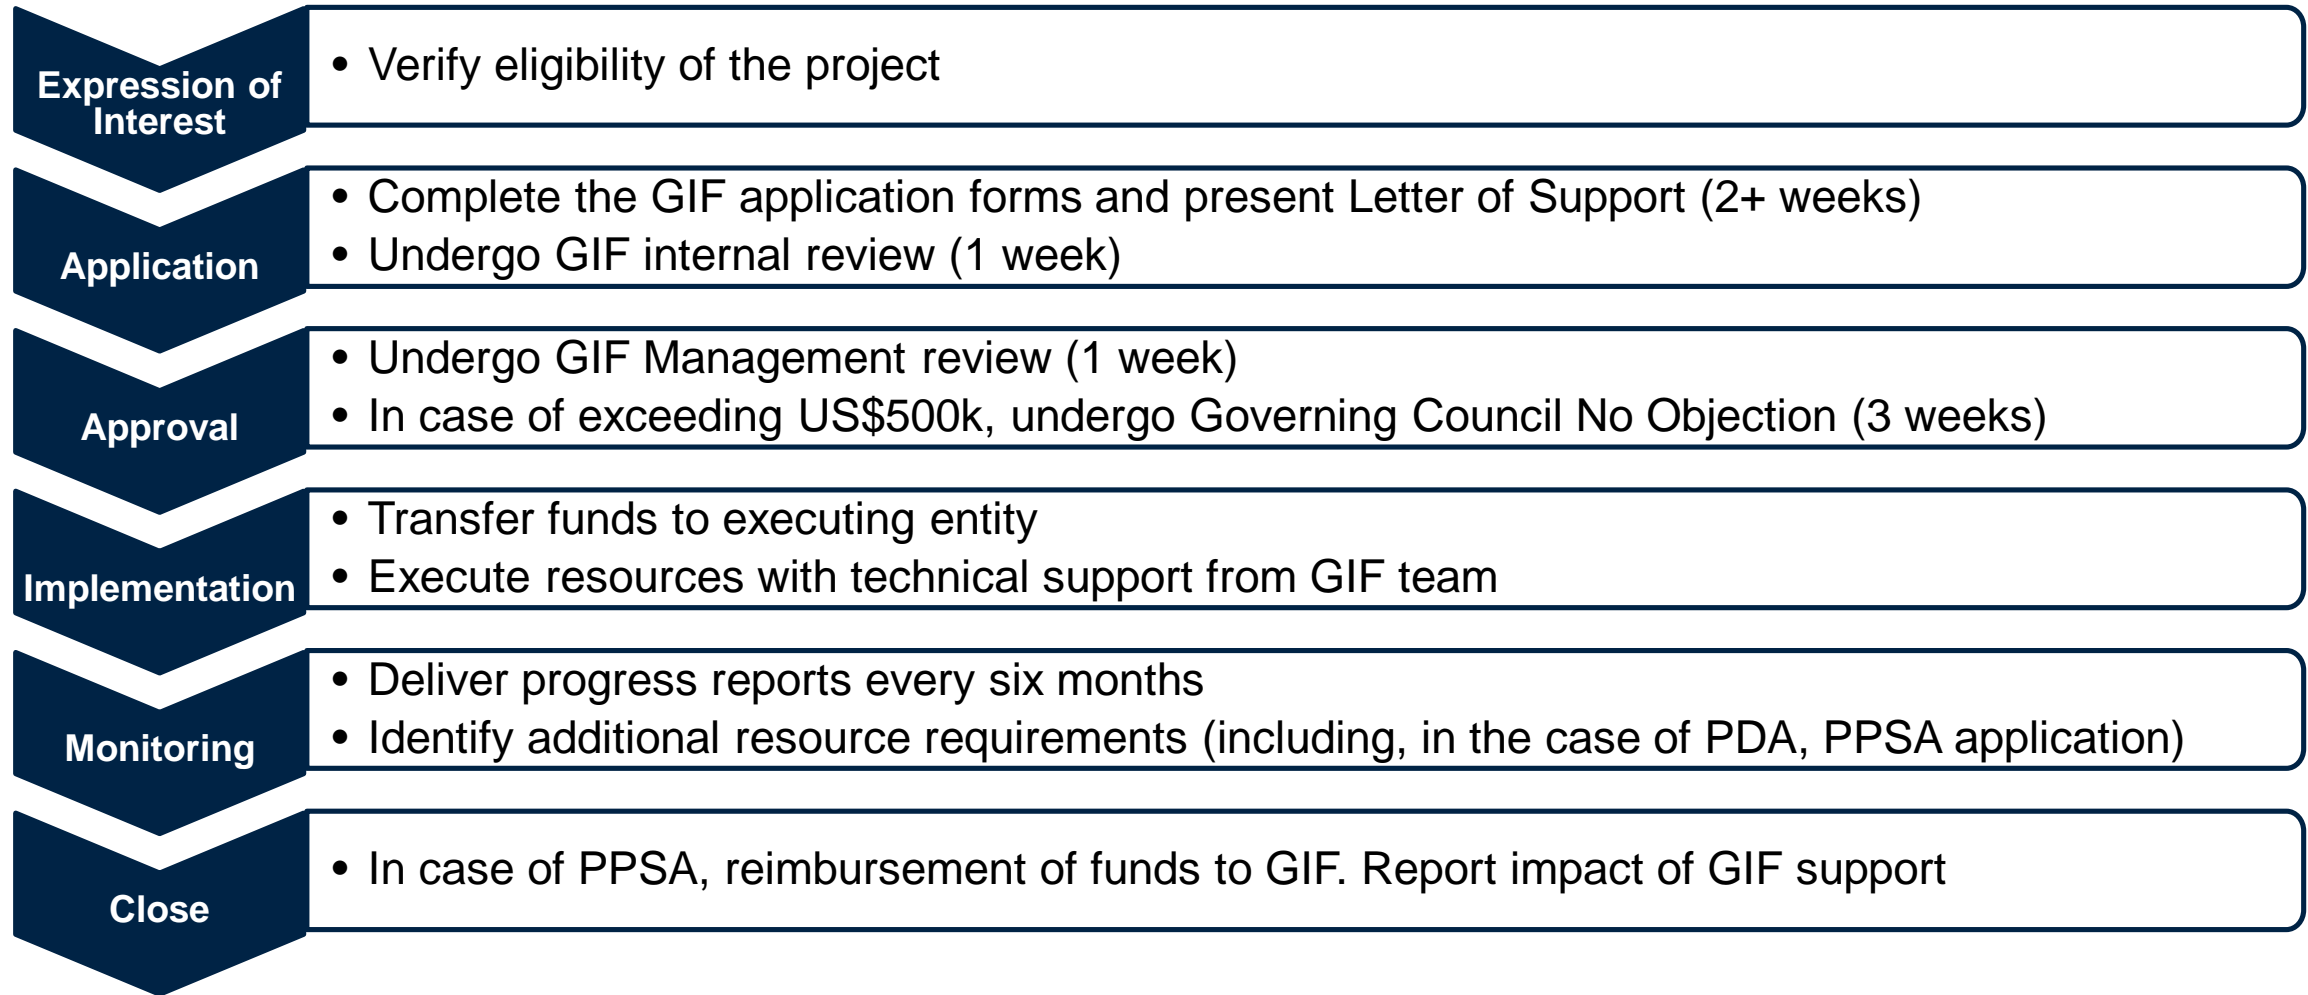 Expression of
Interest
• Verify eligibility of the project
Application
• Complete the GIF application forms and present Letter of Support (2+ weeks)
• Undergo GIF internal review (1 week)
Approval
• Undergo GIF Management review (1 week)
• In case of exceeding US$500k, undergo Governing Council No Objection (3 weeks)
Implementation
• Transfer funds to executing entity
• Execute resources with technical support from GIF team
Monitoring
• Deliver progress reports every six months
• Identify additional resource requirements (including, in the case of PDA, PPSA application)
Close
• In case of PPSA, reimbursement of funds to GIF. Report impact of GIF support